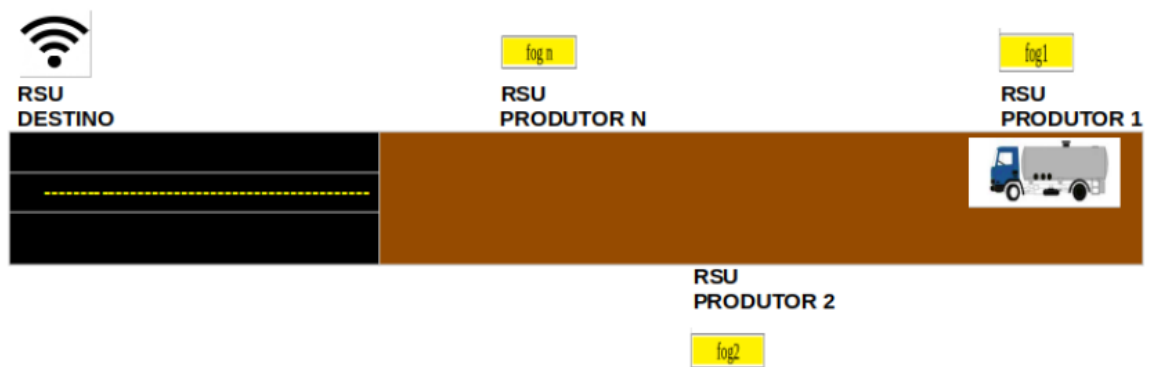 fog n
fog1
RSU
DESTINO
RSU
PRODUTOR N
RSU
PRODUTOR 1
RSU
PRODUTOR 2
fog2